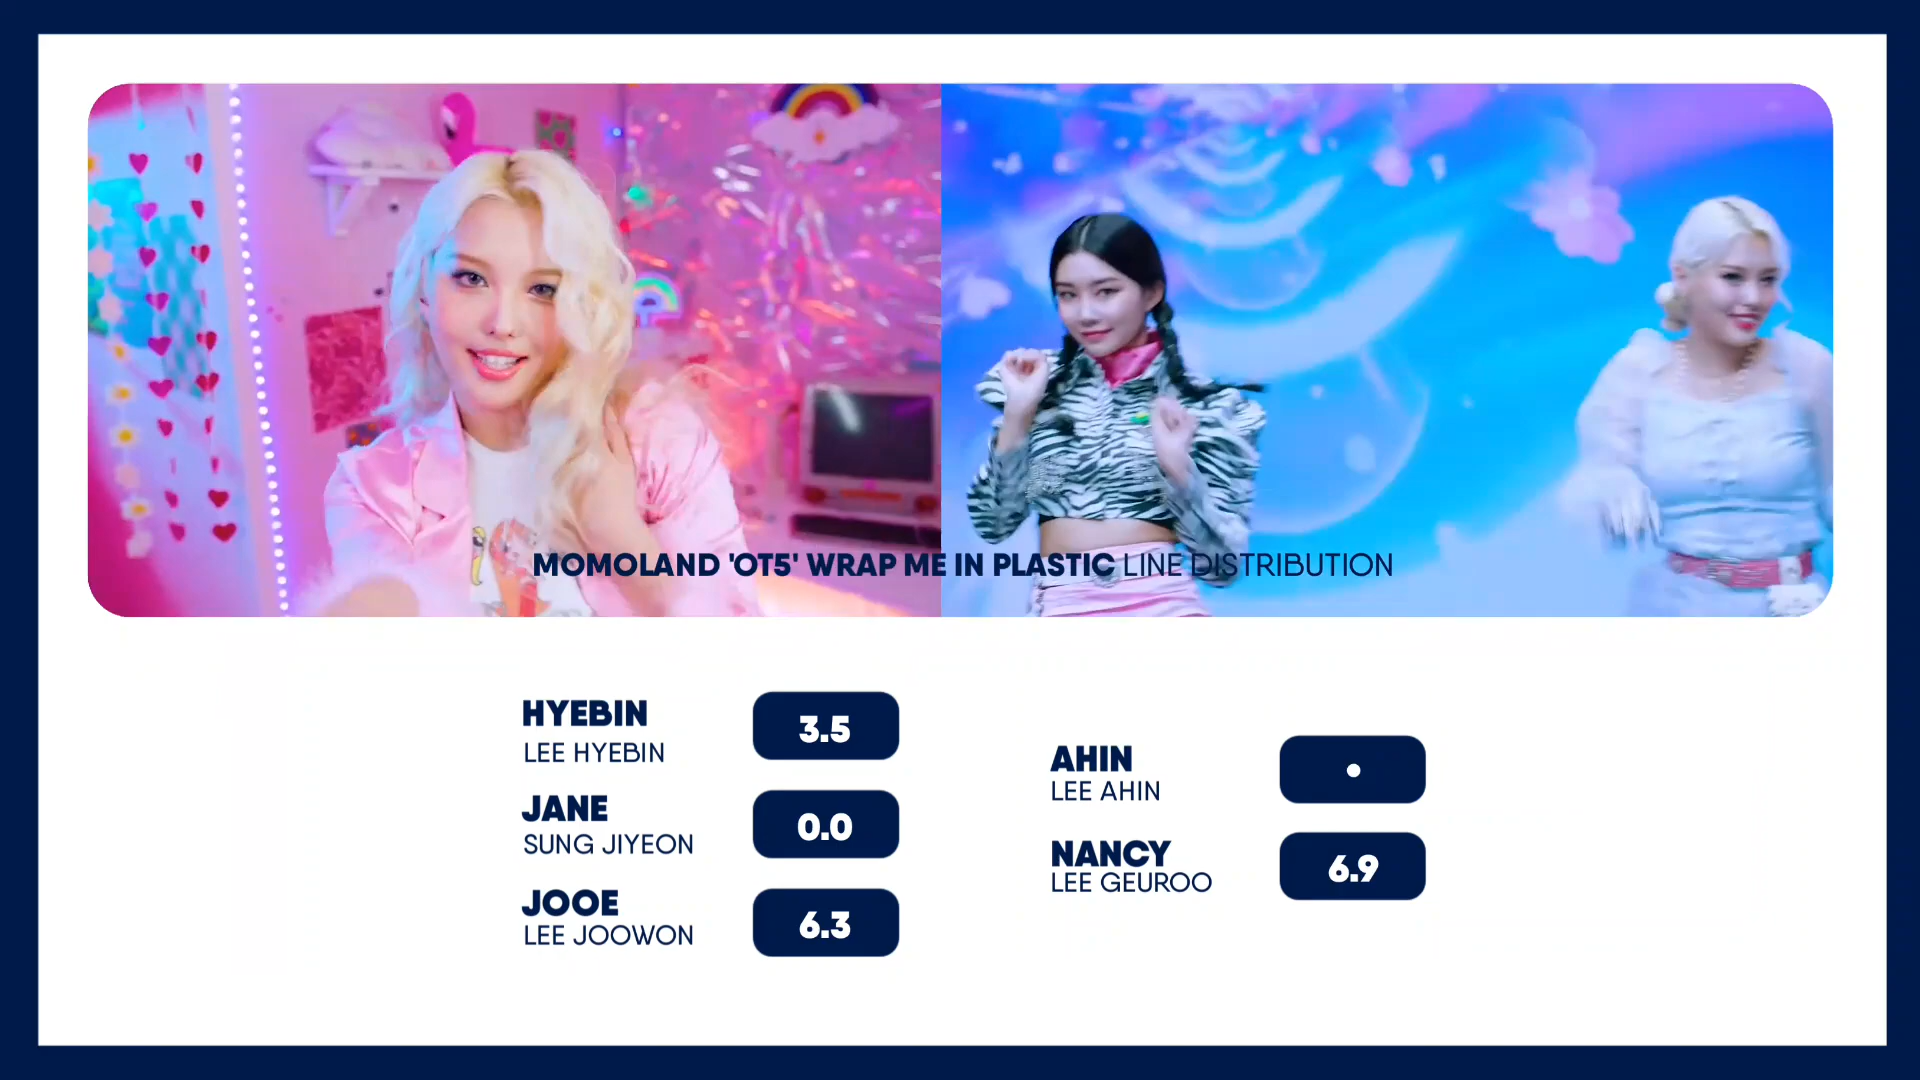 MOMOLAND 'OT5' WRAP ME IN PLASTIC LINE DISTRIBUTION
HYEBIN
LEE HYEBIN
3.5
JANE
SUNG JIYEON
0.0
JOOE
LEE JOOWON
6.3
AHIN
LEE AHIN
NANCY
LEE GEUROO
6.9